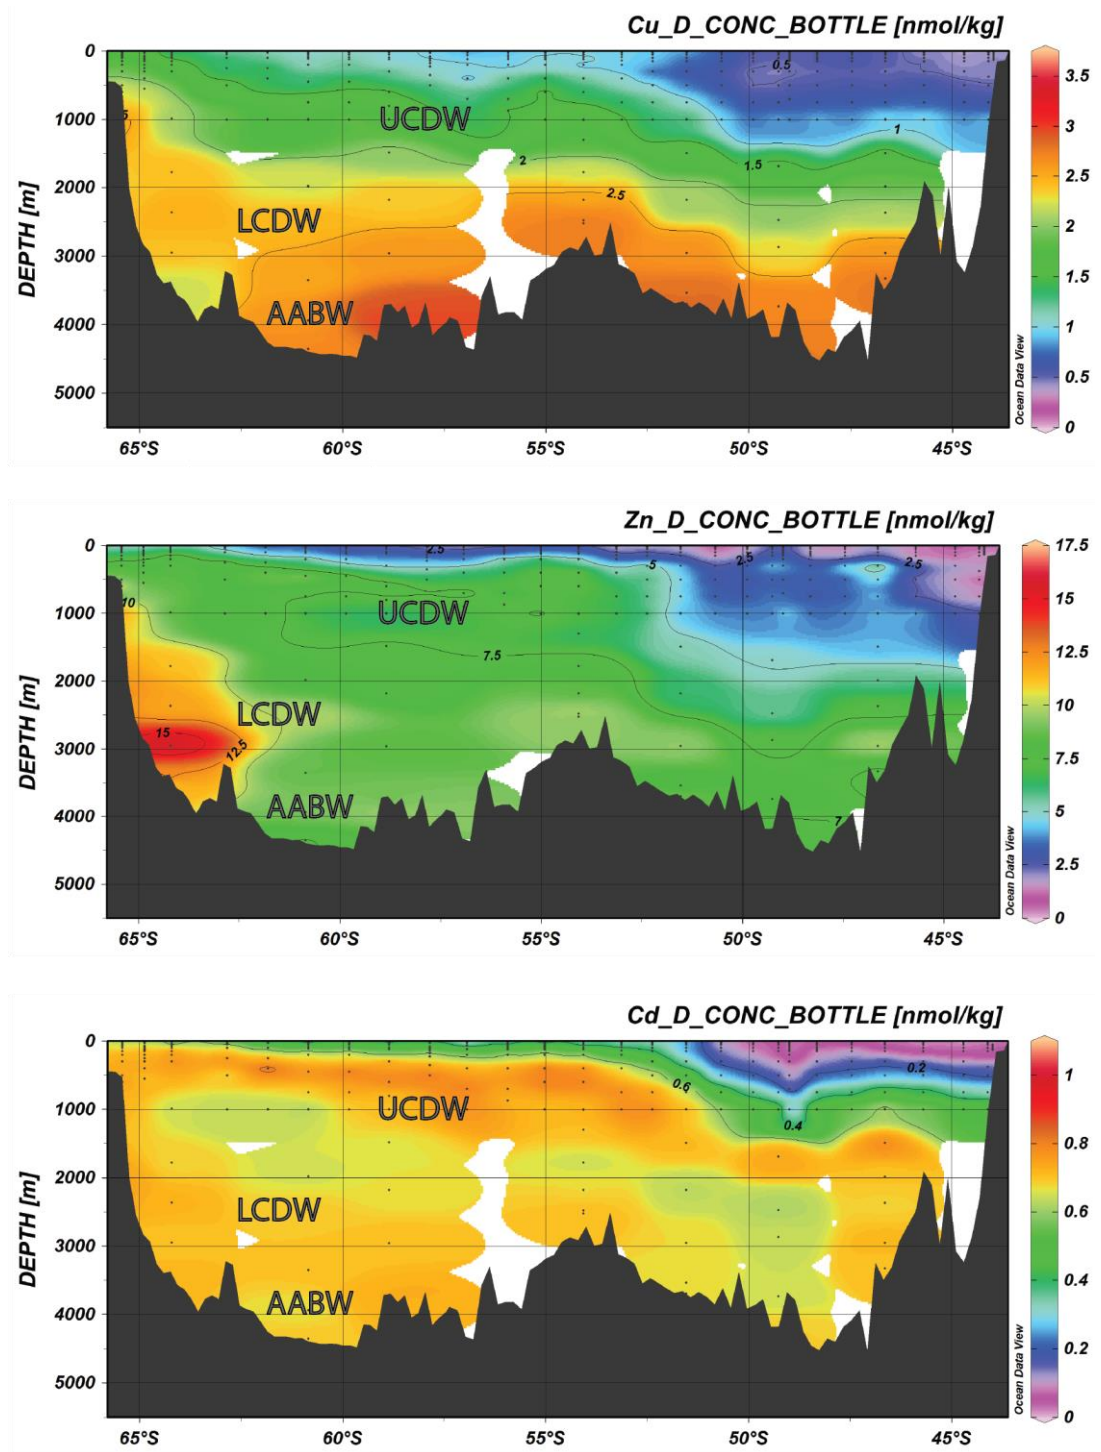 Cu_D_CONC_BOTTLE [nmol/kg]
0
1000
2000
3000
4000
5000
DEPTH [m]
65°S
60°S
55°S
50°S
45°S
UCDW
LCDW
AABW
5
0.5
1
1.5
2
2.5
Ocean Data View
3.5
3
2.5
2
1.5
1
0.5
0
Zn_D_CONC_BOTTLE [nmol/kg]
0
1000
2000
3000
4000
5000
DEPTH [m]
65°S
60°S
55°S
50°S
45°S
UCDW
LCDW
AABW
2.5
5
2.5
2.5
10
7.5
15
12.5
7
Ocean Data View
17.5
15
12.5
10
7.5
5
2.5
0
Cd_D_CONC_BOTTLE [nmol/kg]
0
1000
2000
3000
4000
5000
DEPTH [m]
65°S
60°S
55°S
50°S
45°S
UCDW
LCDW
AABW
0.6
0.2
0.4
Ocean Data View
1
0.8
0.6
0.4
0.2
0